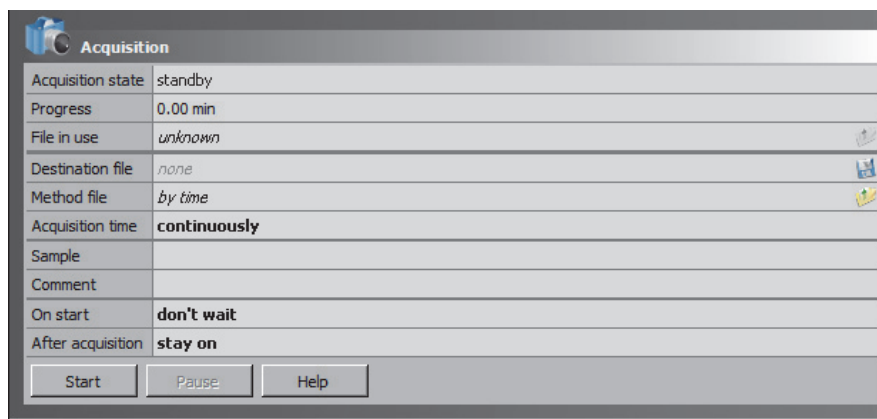 Acquisition
Acquisition state standby
Progress 0.00 min
File in use unknown
Destination file none
Method file by time
Acquisition time continuously
Sample
Comment
On start don't wait
After acquisition stay on
Start Pause Help